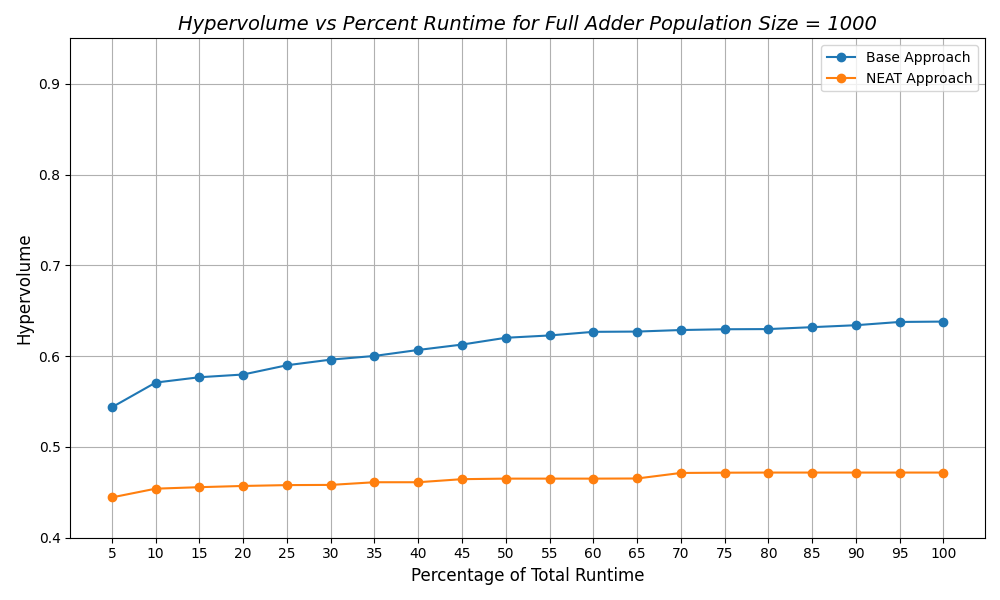 Hypervolume vs Percent Runtime for Full Adder Population Size = 1000
Base Approach
NEAT Approach
Hypervolume
0.9
0.8
0.7
0.6
0.5
0.4
5 10 15 20 25 30 35 40 45 50 55 60 65 70 75 80 85 90 95 100
Percentage of Total Runtime